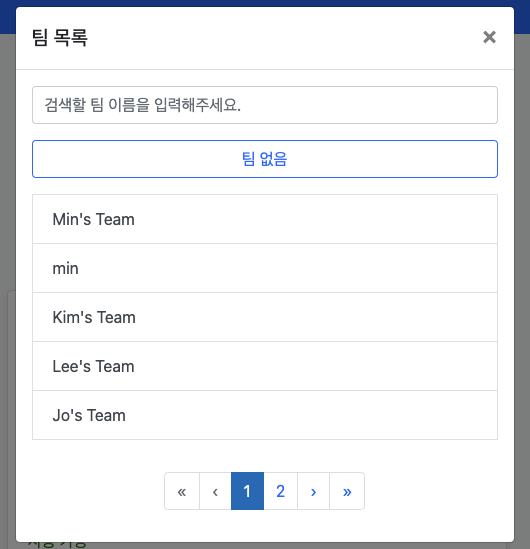 팀 목록 ×
검색할 팀 이름을 입력해주세요.
팀 없음
Min's Team
min
Kim's Team
Lee's Team
Jo's Team
« ‹ 1 2 › »